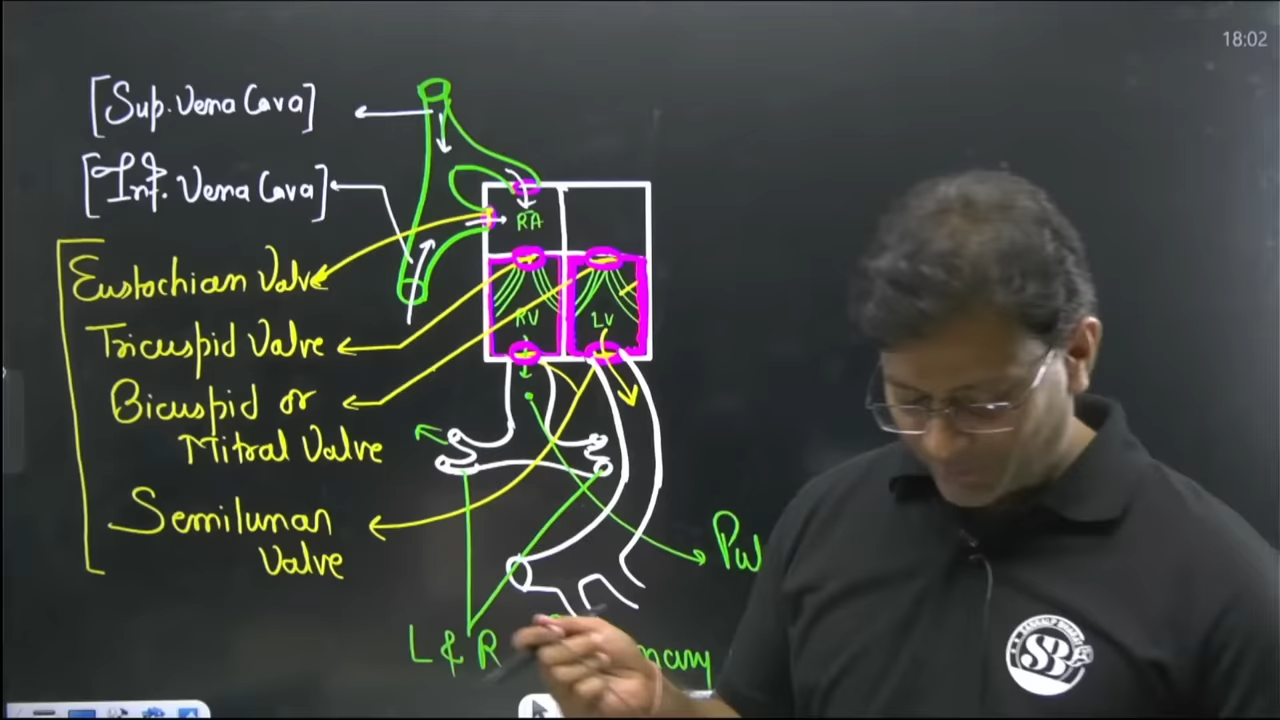 18:02
[Sup. Vena Cava]
[Inf. Vena Cava]
Eustachian Valve
Tricuspid Valve
Bicuspid or
Mitral Valve
Semilunar
Valve
RA
RV
LV
L & R
SB